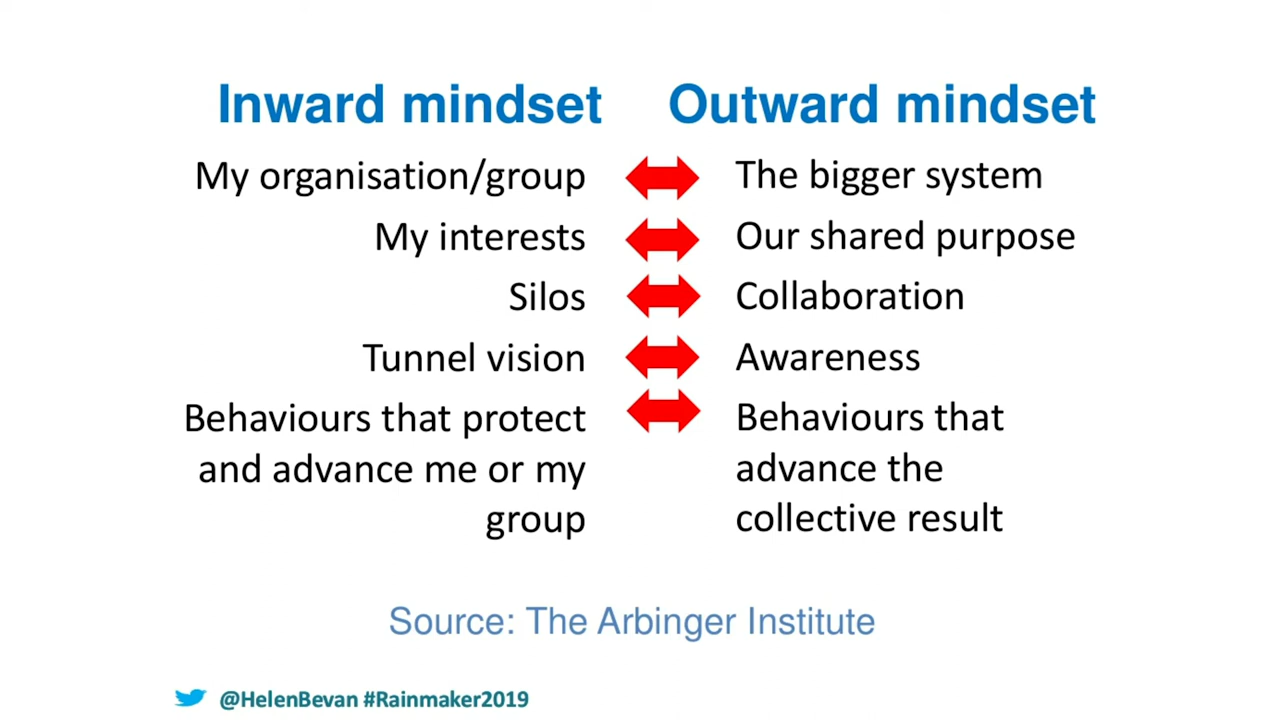 Inward mindset Outward mindset
My organisation/group The bigger system
My interests Our shared purpose
Silos Collaboration
Tunnel vision Awareness
Behaviours that protect Behaviours that
and advance me or my advance the
group collective result
Source: The Arbinger Institute
@HelenBevan #Rainmaker2019